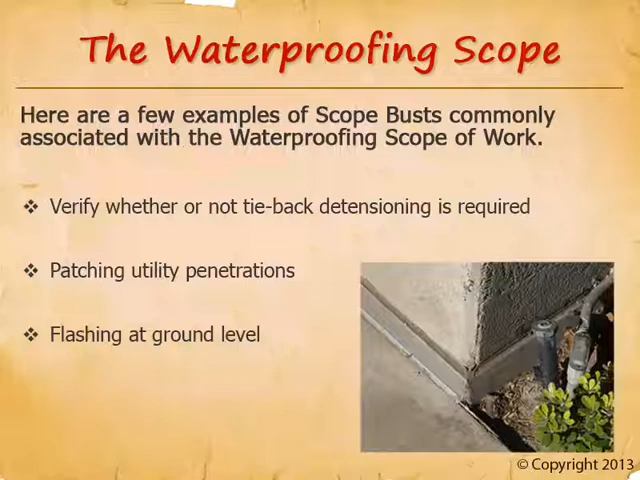 The Waterproofing Scope
Here are a few examples of Scope Busts commonly
associated with the Waterproofing Scope of Work.
❖ Verify whether or not tie-back detensioning is required
❖ Patching utility penetrations
❖ Flashing at ground level
© Copyright 2013